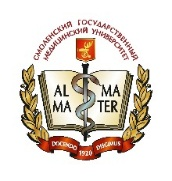 СМОЛЕНСКИЙ ГОСУДАРСТВЕННЫЙ
МЕДИЦИНСКИЙ УНИВЕРСИТЕТ
AL MA
MA TER
DOCENDO DISCIMUS
1920